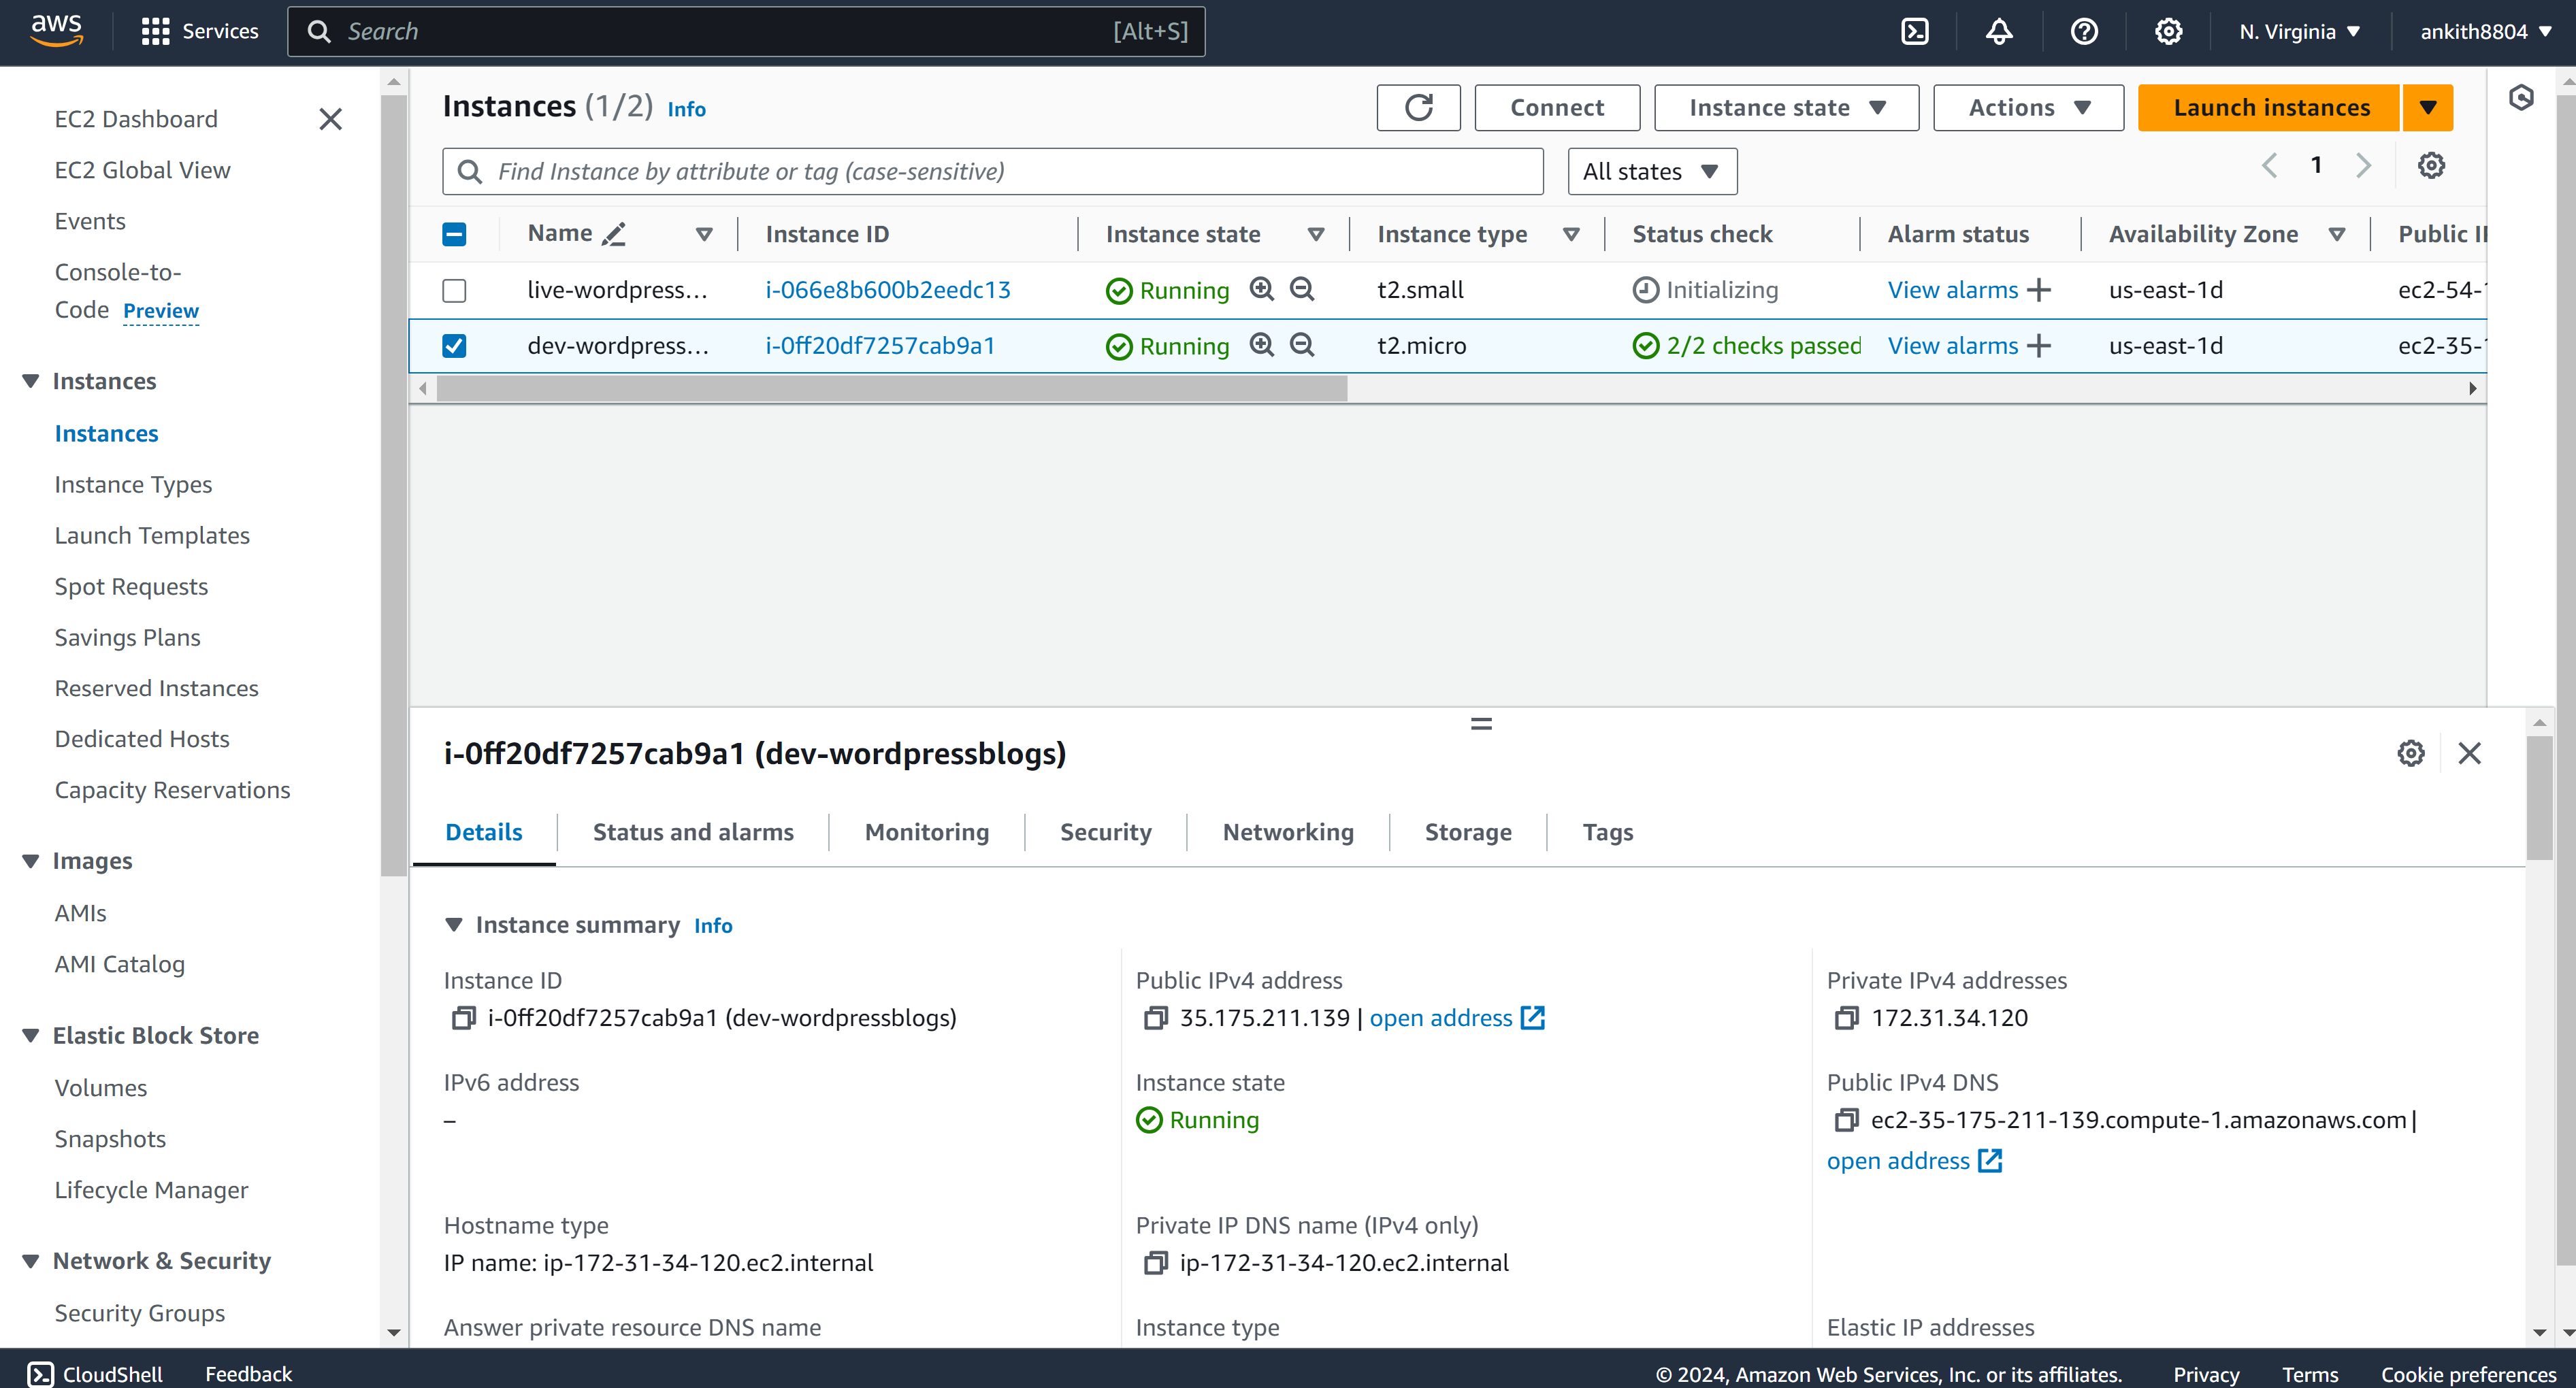 aws
Services
Search
[Alt+S]
N. Virginia
ankith8804
EC2 Dashboard
EC2 Global View
Events
Console-to-
Code Preview
Instances
Instances
Instance Types
Launch Templates
Spot Requests
Savings Plans
Reserved Instances
Dedicated Hosts
Capacity Reservations
Images
AMIs
AMI Catalog
Elastic Block Store
Volumes
Snapshots
Lifecycle Manager
Network & Security
Security Groups
Instances (1/2) Info
Connect
Instance state
Actions
Launch instances
Find Instance by attribute or tag (case-sensitive)
All states
1
Name Instance ID Instance state Instance type Status check Alarm status Availability Zone Public I
live-wordpress... i-066e8b600b2eedc13 Running t2.small Initializing View alarms us-east-1d ec2-54-
dev-wordpress... i-0ff20df7257cab9a1 Running t2.micro 2/2 checks passed View alarms us-east-1d ec2-35-
i-0ff20df7257cab9a1 (dev-wordpressblogs)
Details Status and alarms Monitoring Security Networking Storage Tags
Instance summary Info
Instance ID
i-0ff20df7257cab9a1 (dev-wordpressblogs)
Public IPv4 address
35.175.211.139 | open address
Private IPv4 addresses
172.31.34.120
IPv6 address
–
Instance state
Running
Public IPv4 DNS
ec2-35-175-211-139.compute-1.amazonaws.com |
open address
Hostname type
IP name: ip-172-31-34-120.ec2.internal
Private IP DNS name (IPv4 only)
ip-172-31-34-120.ec2.internal
Answer private resource DNS name
Instance type
Elastic IP addresses
CloudShell
Feedback
© 2024, Amazon Web Services, Inc. or its affiliates.
Privacy
Terms
Cookie preferences